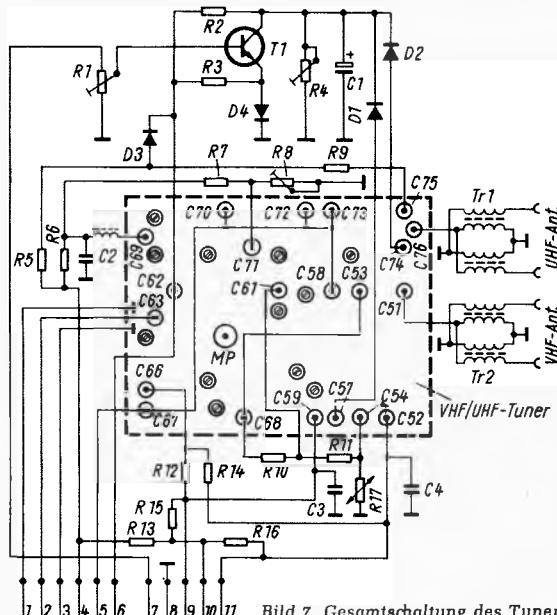 R2
T1
D2
R1
R3
R4
C1
+
D4
D1
D3
R7
R8
R9
C75
Tr1
UHF-Ant.
R6
C70
C72
C73
C76
R5
C2
C69
C71
C74
C62
C61
C58
C53
C51
C63
VHF-Ant.
MP
C66
C59
C57
C54
Tr2
C67
C68
C52
VHF/UHF-Tuner
R12
R14
R10
R11
R15
C3
R17
C4
R13
R16
1 2 3 4 5 6 7 8 9 10 11
Bild 7 Gesamtschaltung des Tuner